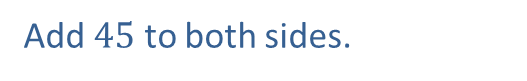 Add 45 to both sides.